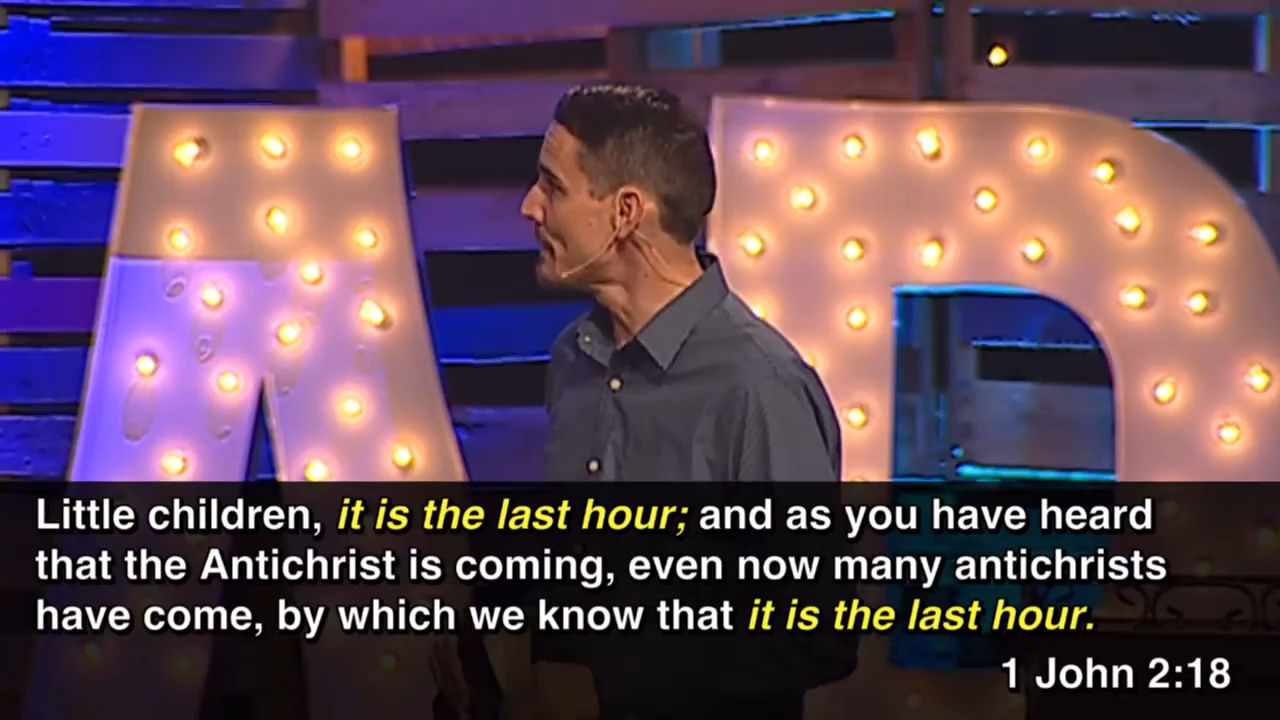 A D
Little children, it is the last hour; and as you have heard
that the Antichrist is coming, even now many antichrists
have come, by which we know that it is the last hour.
1 John 2:18